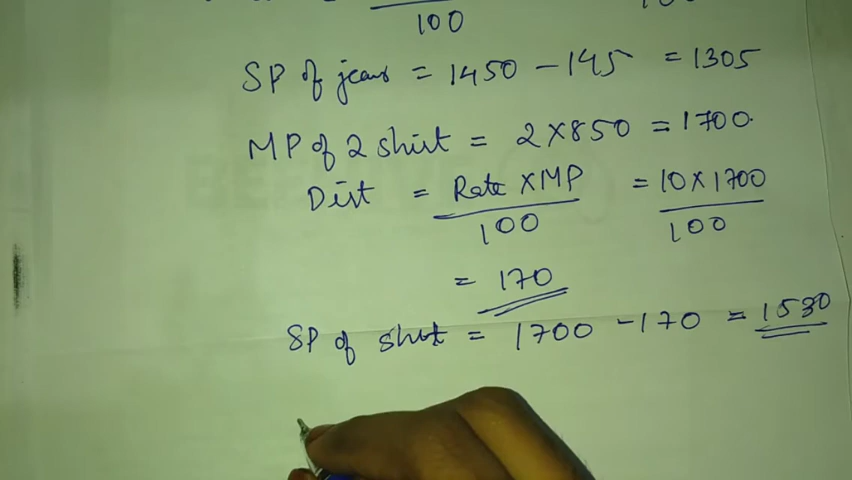 100
SP of jeans = 1450 - 145 = 1305
MP of 2 shirt = 2 × 850 = 1700.
Dist = Rate × MP / 100 = 10 × 1700 / 100
= 170
SP of shirt = 1700 - 170 = 1530